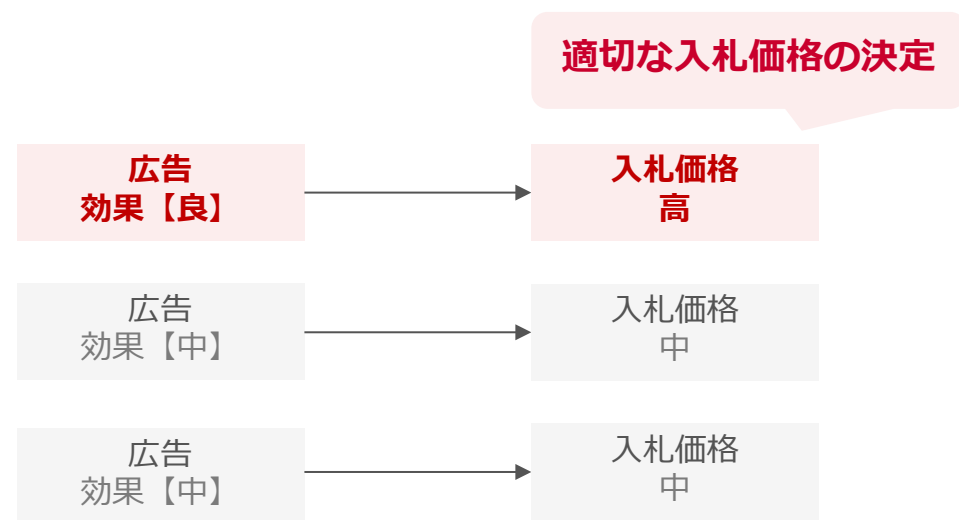 適切な入札価格の決定
広告
効果【良】
入札価格
高
広告
効果【中】
入札価格
中
広告
効果【中】
入札価格
中